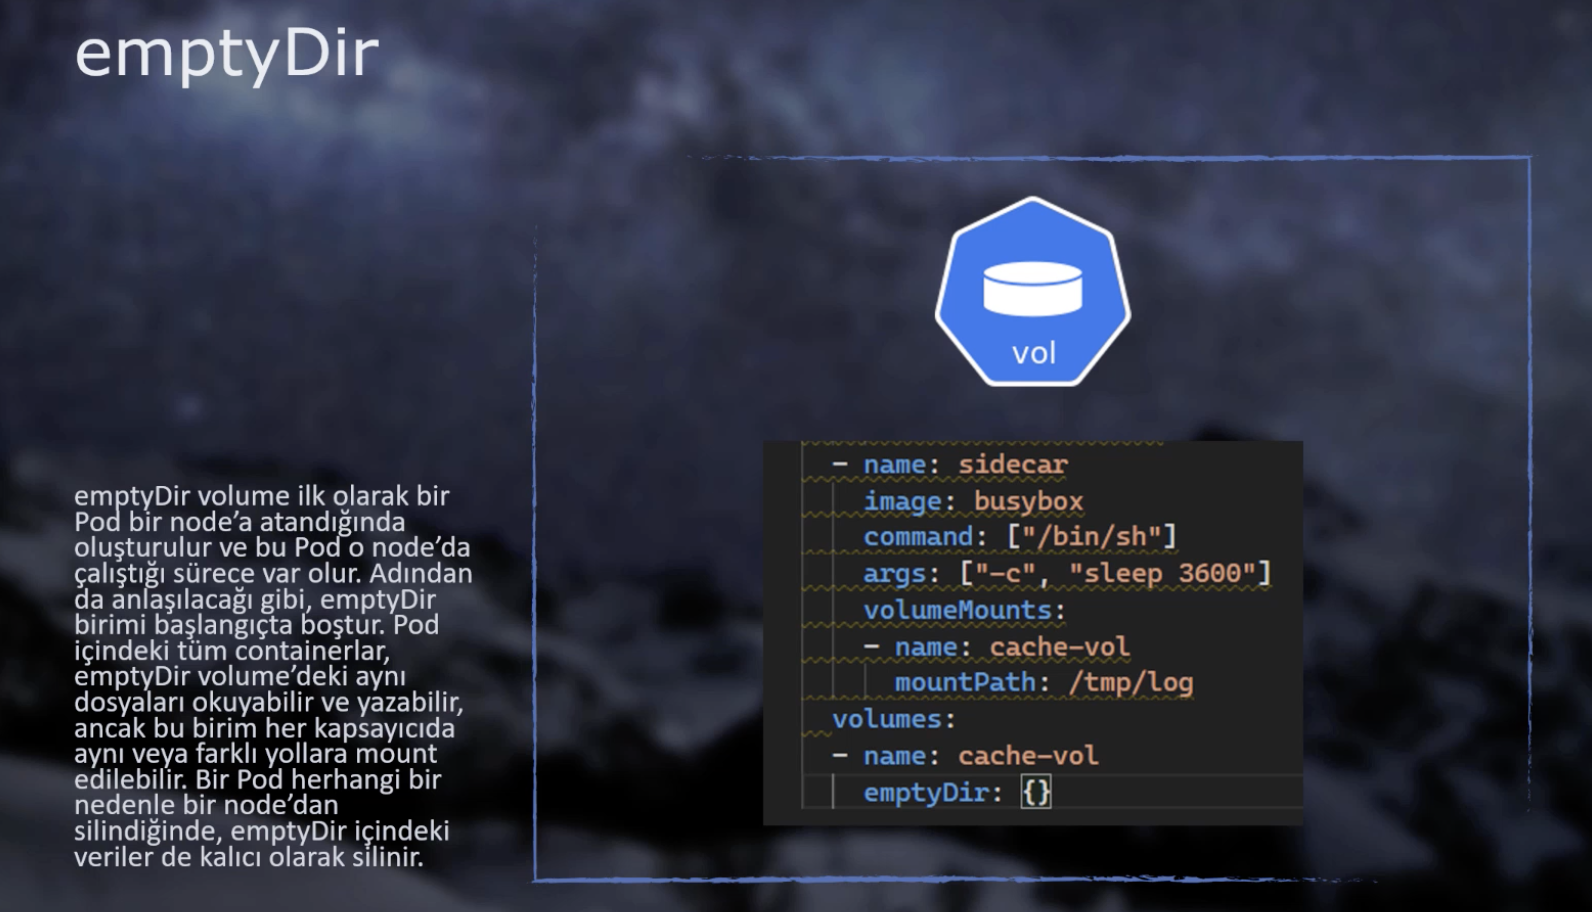 emptyDir
emptyDir volume ilk olarak bir
Pod bir node’a atandığında
oluşturulur ve bu Pod o node’da
çalıştığı sürece var olur. Adından
da anlaşılacağı gibi, emptyDir
birimi başlangıçta boştur. Pod
içindeki tüm containerlar,
emptyDir volume’deki aynı
dosyaları okuyabilir ve yazabilir,
ancak bu birim her kapsayıcıda
aynı veya farklı yollara mount
edilebilir. Bir Pod herhangi bir
nedenle bir node’dan
silindiğinde, emptyDir içindeki
veriler de kalıcı olarak silinir.
vol
- name: sidecar
image: busybox
command: ["/bin/sh"]
args: ["-c", "sleep 3600"]
volumeMounts:
- name: cache-vol
mountPath: /tmp/log
volumes:
- name: cache-vol
emptyDir: {}